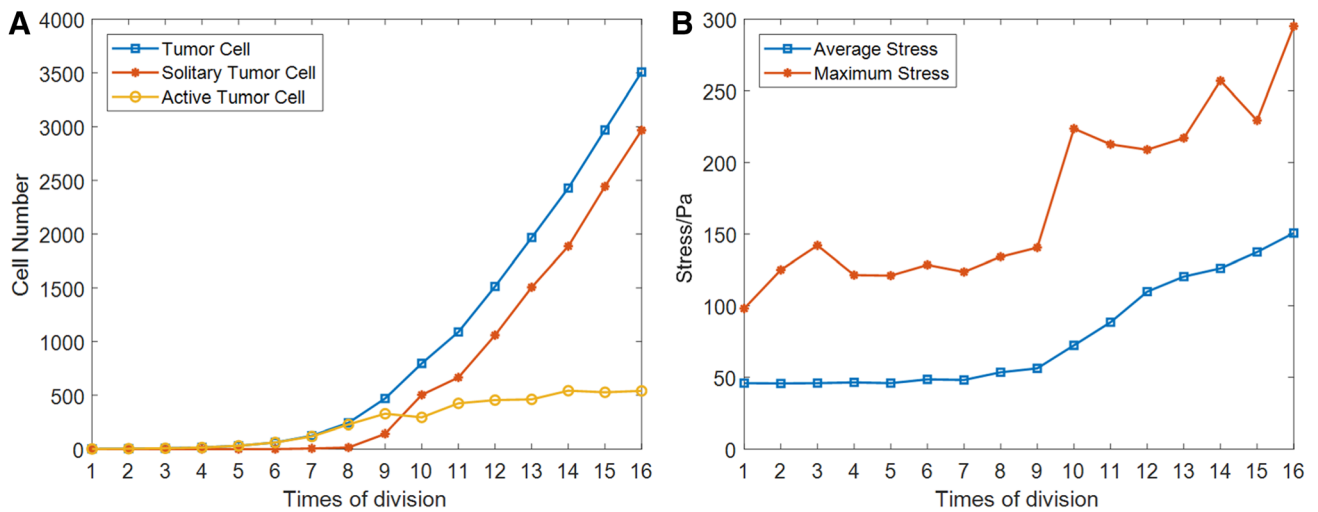 A
4000
3500
3000
2500
2000
1500
1000
500
0
Cell Number
Tumor Cell
Solitary Tumor Cell
Active Tumor Cell
1 2 3 4 5 6 7 8 9 10 11 12 13 14 15 16
Times of division
B
300
250
200
150
100
50
0
Stress/Pa
Average Stress
Maximum Stress
1 2 3 4 5 6 7 8 9 10 11 12 13 14 15 16
Times of division